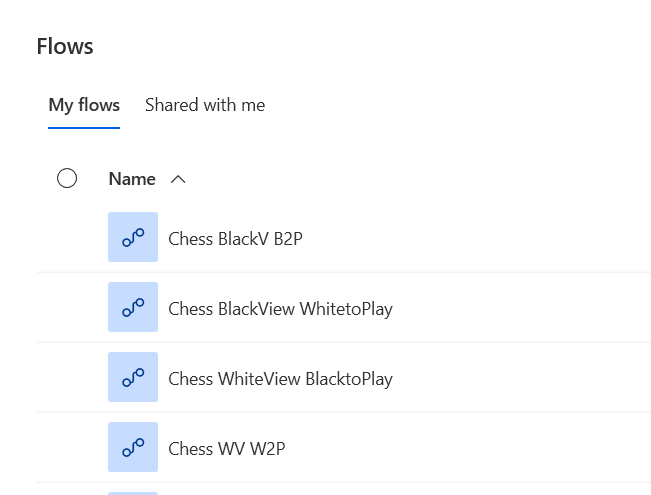 Flows
My flows Shared with me
Name
Chess BlackV B2P
Chess BlackView WhitetoPlay
Chess WhiteView BlacktoPlay
Chess WV W2P